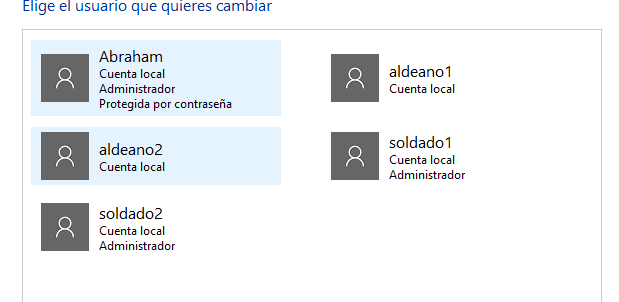 Elige el usuario que quieres cambiar
Abraham
Cuenta local
Administrador
Protegida por contraseña
aldeano1
Cuenta local
aldeano2
Cuenta local
soldado1
Cuenta local
Administrador
soldado2
Cuenta local
Administrador